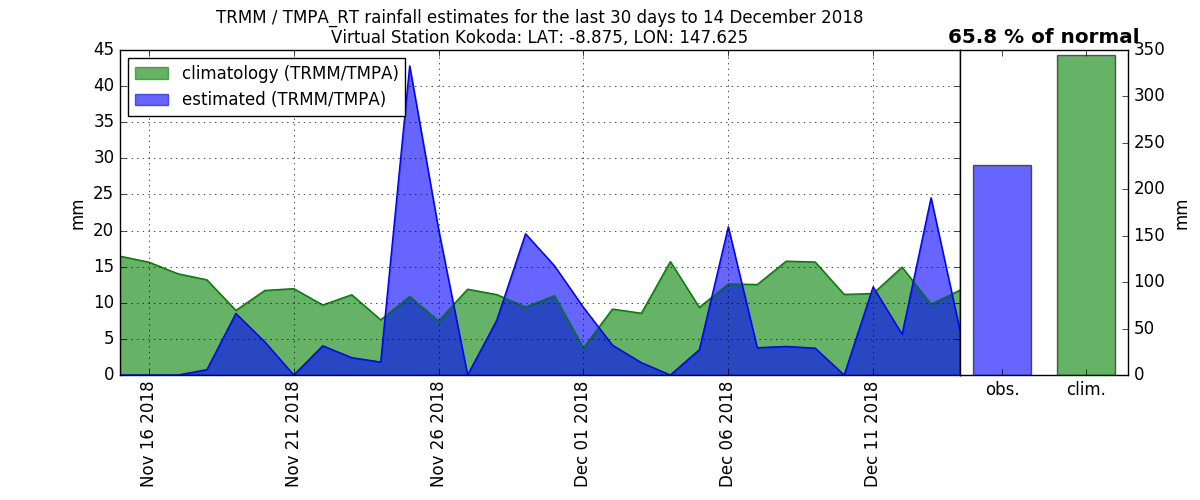 TRMM / TMPA_RT rainfall estimates for the last 30 days to 14 December 2018
Virtual Station Kokoda: LAT: -8.875, LON: 147.625
65.8 % of normal
climatology (TRMM/TMPA)
estimated (TRMM/TMPA)
45
40
35
30
25
20
15
10
5
0
mm
Nov 16 2018
Nov 21 2018
Nov 26 2018
Dec 01 2018
Dec 06 2018
Dec 11 2018
obs.
clim.
350
300
250
200
150
100
50
0
mm